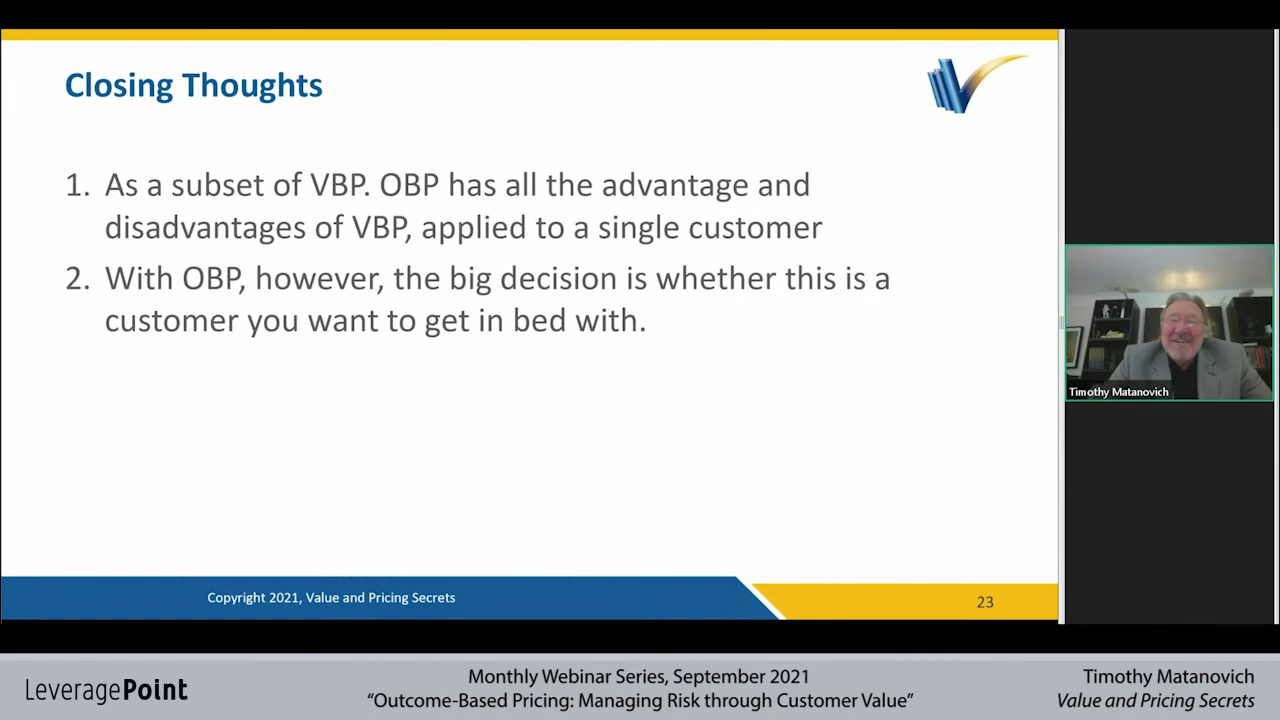 Closing Thoughts
1. As a subset of VBP. OBP has all the advantage and
disadvantages of VBP, applied to a single customer
2. With OBP, however, the big decision is whether this is a
customer you want to get in bed with.
Timothy Matanovich
Copyright 2021, Value and Pricing Secrets
23
LeveragePoint
Monthly Webinar Series, September 2021
“Outcome-Based Pricing: Managing Risk through Customer Value”
Timothy Matanovich
Value and Pricing Secrets